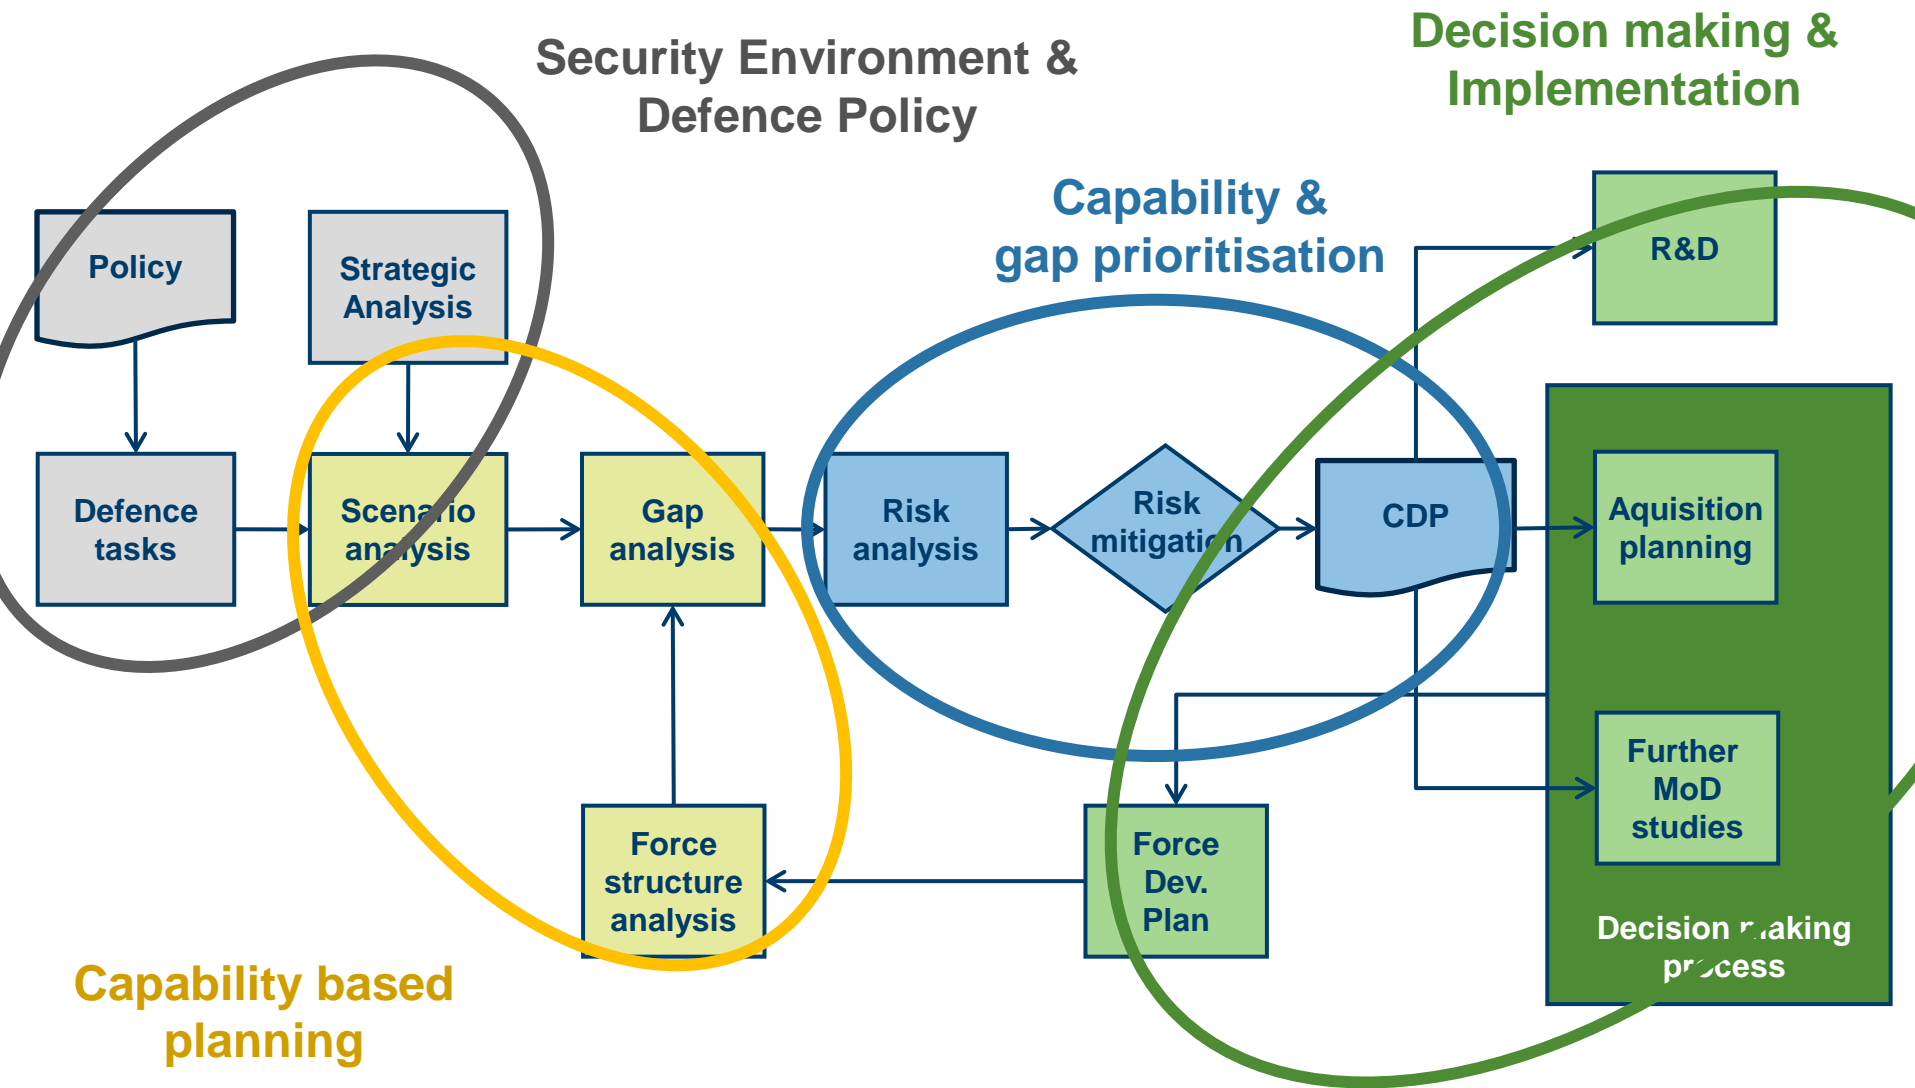 Security Environment &
Defence Policy
Decision making &
Implementation
Capability &
gap prioritisation
Policy
Strategic
Analysis
R&D
Defence
tasks
Scenario
analysis
Gap
analysis
Risk
analysis
Risk
mitigation
CDP
Aquisition
planning
Further
MoD
studies
Force
structure
analysis
Force
Dev.
Plan
Decision making
process
Capability based
planning